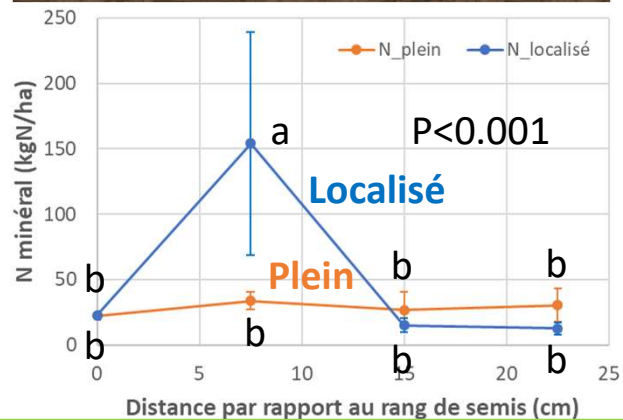 250
200
150
100
50
0
N minéral (kgN/ha)
N_plein N_localisé
a P<0.001
Localisé
Plein
b b b
b b b b
0 5 10 15 20 25
Distance par rapport au rang de semis (cm)